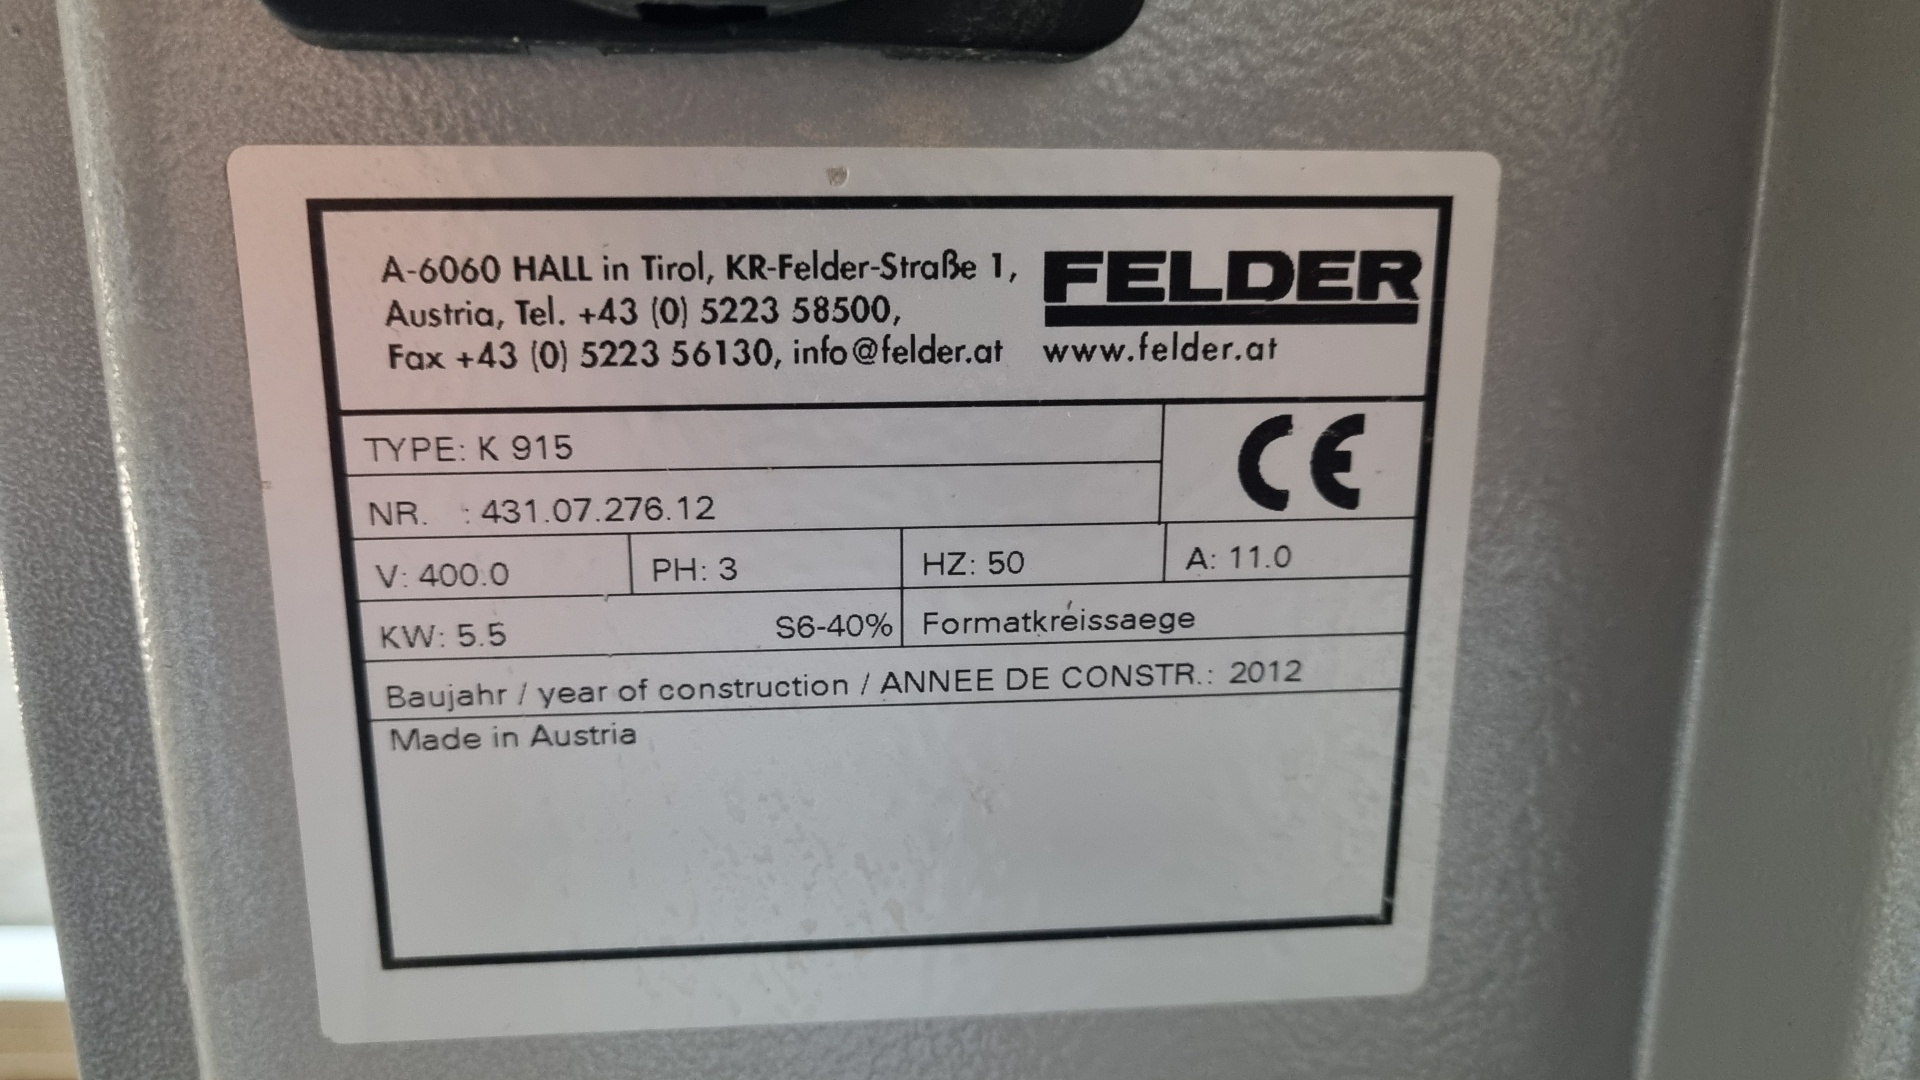 A-6060 HALL in Tirol, KR-Felder-Straße 1,
Austria, Tel. +43 (0) 5223 58500,
Fax +43 (0) 5223 56130, info@felder.at
FELDER
www.felder.at
TYPE: K 915
CE
NR. : 431.07.276.12
V: 400.0 PH: 3 HZ: 50 A: 11.0
KW: 5.5 S6-40% Formatkreissaege
Baujahr / year of construction / ANNEE DE CONSTR.: 2012
Made in Austria